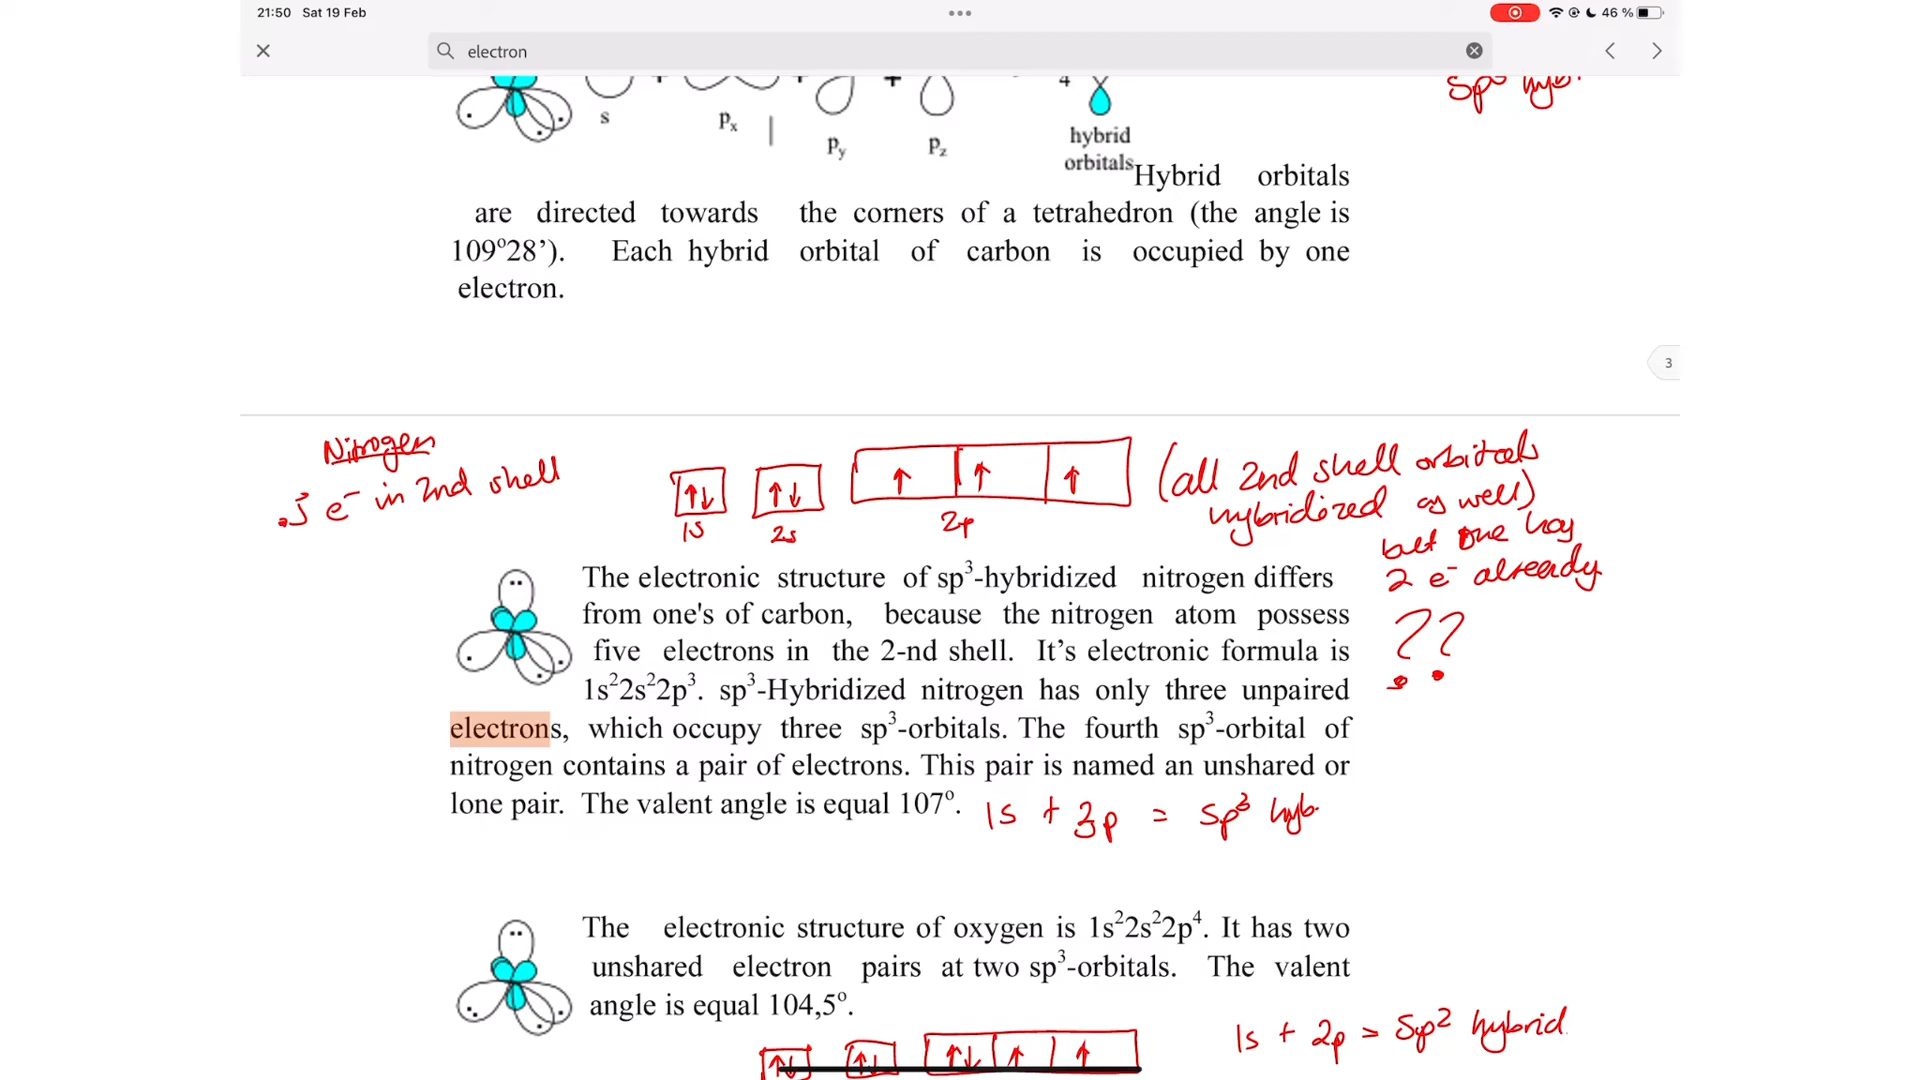 21:50 Sat 19 Feb
46 %
electron
s
Px
Py
Pz
4
hybrid
orbitals
sp³ hyb
Hybrid orbitals
are directed towards the corners of a tetrahedron (the angle is
109º28’). Each hybrid orbital of carbon is occupied by one
electron.
3
Nitrogen
5 e⁻ in 2nd shell
1s
2s
2p
(all 2nd shell orbitals
hybridized as well)
but one has
2 e⁻ already
??
The electronic structure of sp³-hybridized nitrogen differs
from one's of carbon, because the nitrogen atom possess
five electrons in the 2-nd shell. It’s electronic formula is
1s²2s²2p³. sp³-Hybridized nitrogen has only three unpaired
electrons, which occupy three sp³-orbitals. The fourth sp³-orbital of
nitrogen contains a pair of electrons. This pair is named an unshared or
lone pair. The valent angle is equal 107º.
1s + 3p = sp³ hyb
The electronic structure of oxygen is 1s²2s²2p⁴. It has two
unshared electron pairs at two sp³-orbitals. The valent
angle is equal 104,5º.
1s + 2p = sp² hybrid